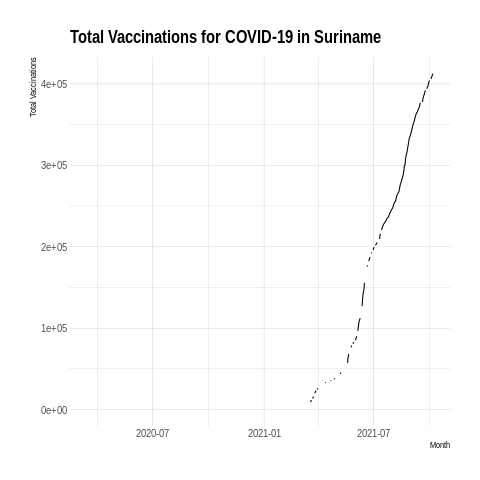 Total Vaccinations for COVID-19 in Suriname
Total Vaccinations
4e+05
3e+05
2e+05
1e+05
0e+00
2020-07 2021-01 2021-07
Month